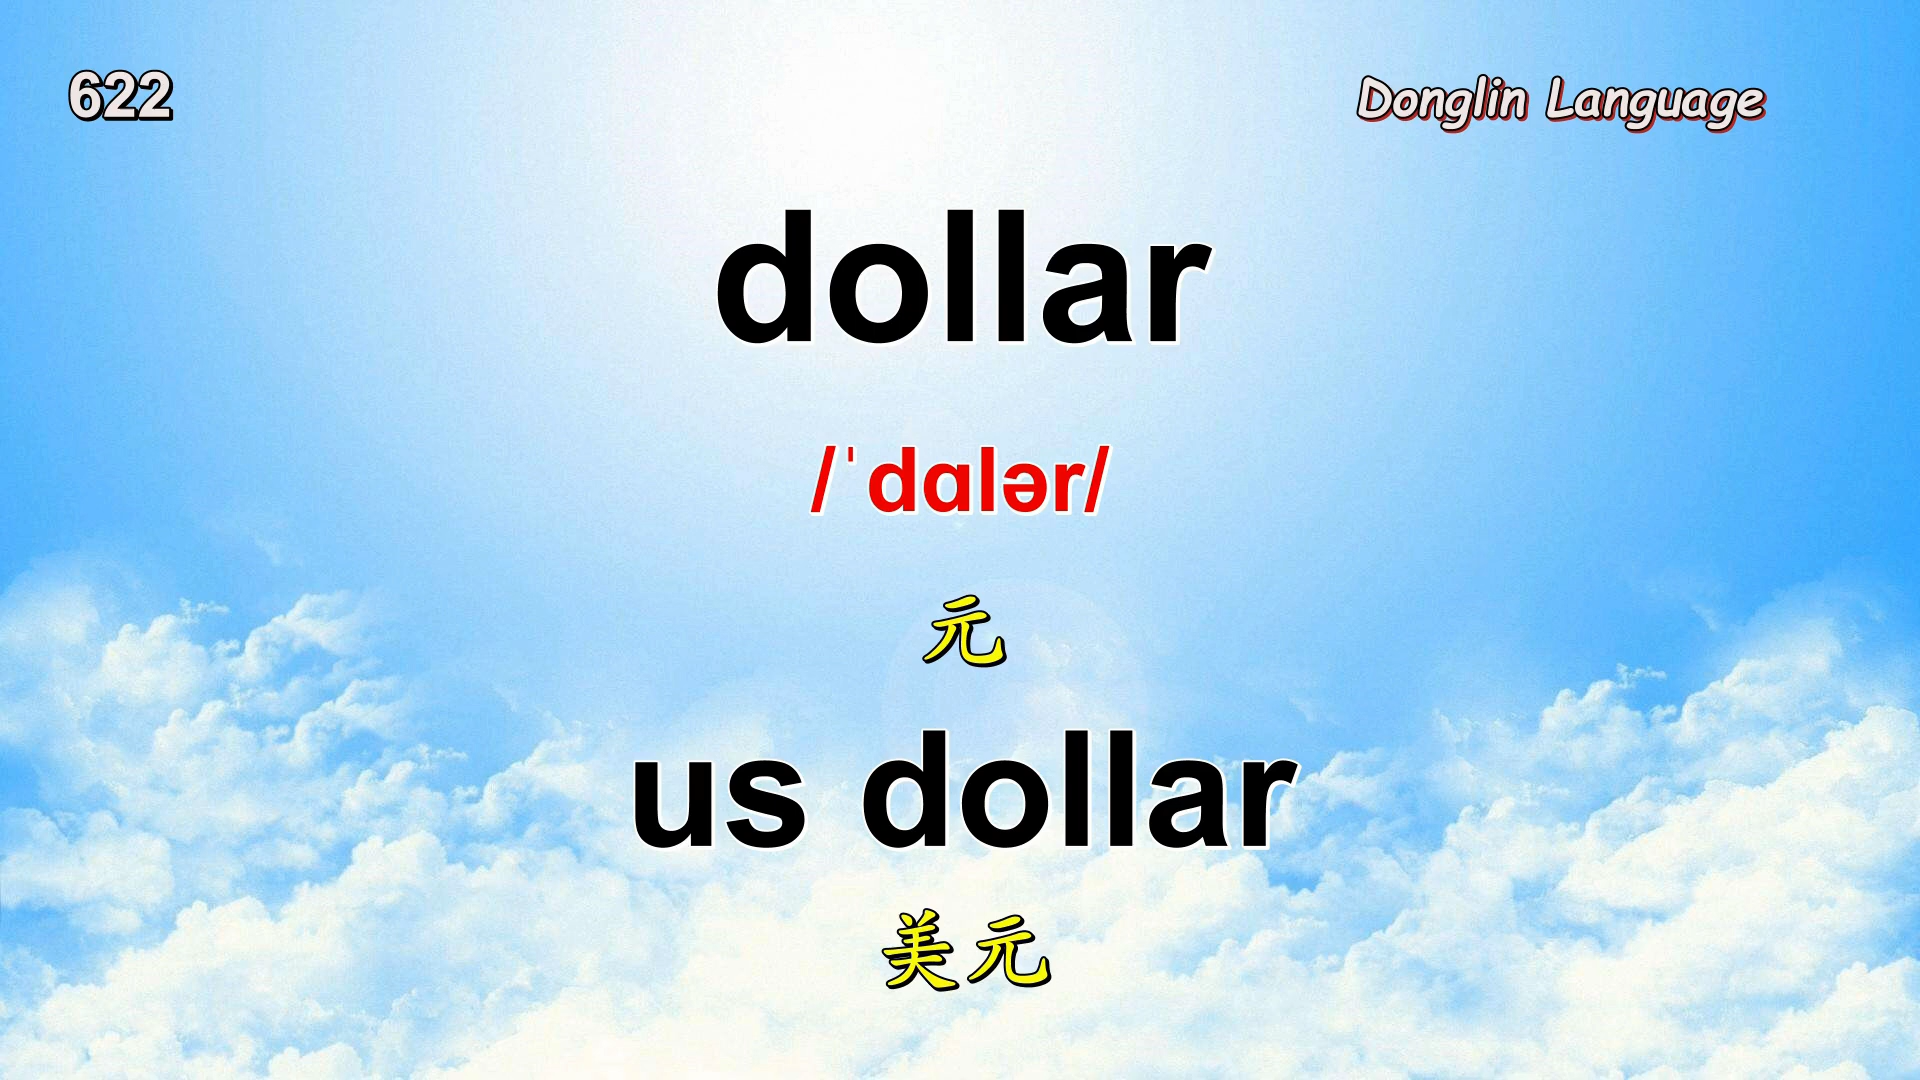 622
Donglin Language
dollar
/ˈdɑlər/
元
us dollar
美元